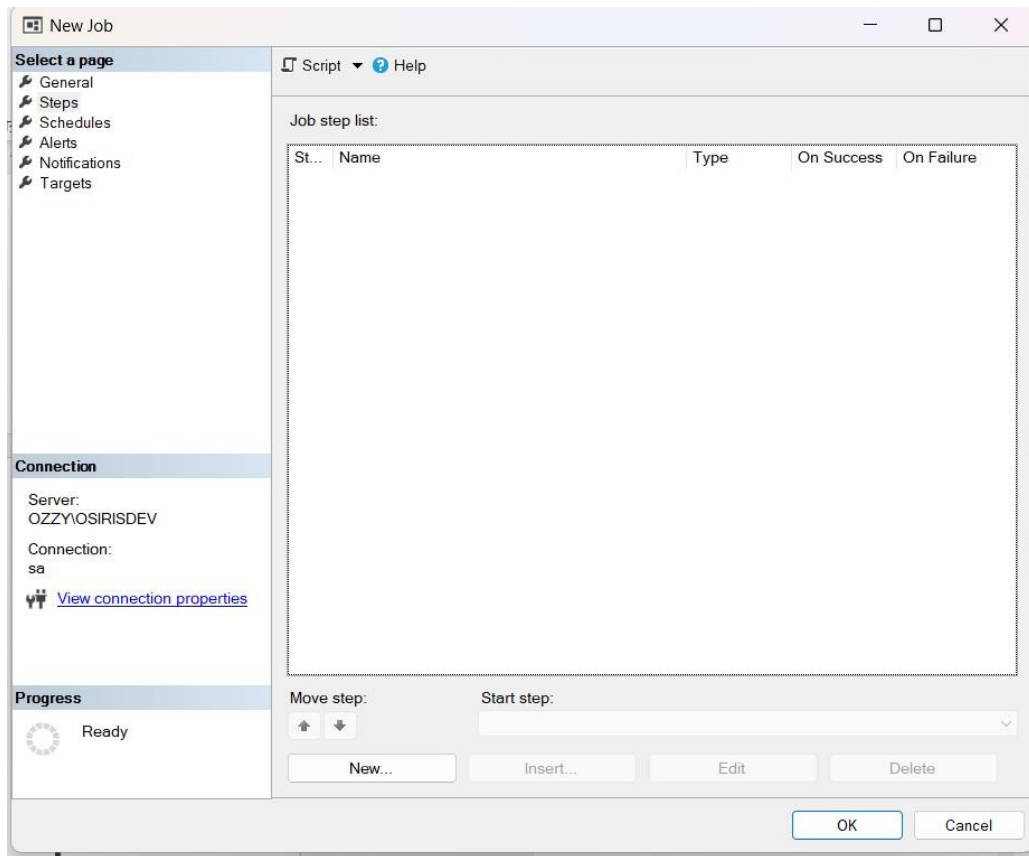 New Job
Select a page
General
Steps
Schedules
Alerts
Notifications
Targets
Script Help
Job step list:
St... Name Type On Success On Failure
Connection
Server:
OZZY\OSIRISDEV
Connection:
sa
View connection properties
Progress
Ready
Move step: Start step:
New... Insert... Edit Delete
OK Cancel